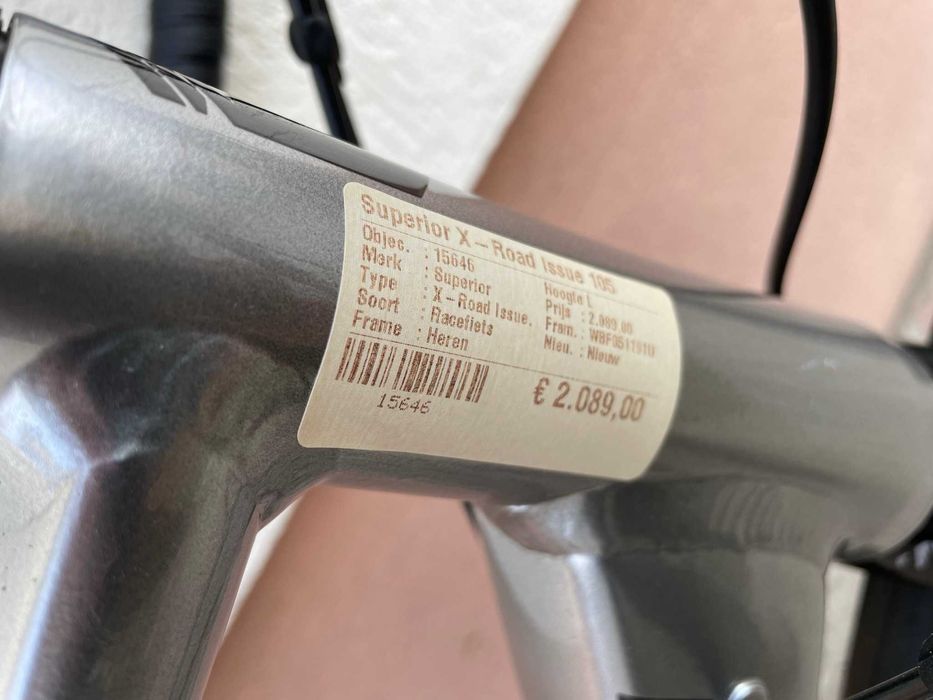 Superior X - Road Issue 105
Objec. : 15646 Hoogte L
Merk : Superior Prijs : 2.089,00
Type : X - Road Issue. Fram. :
Soort : Racefiets Nieu. : Nieuw
Frame : Heren
15646
€ 2.089,00